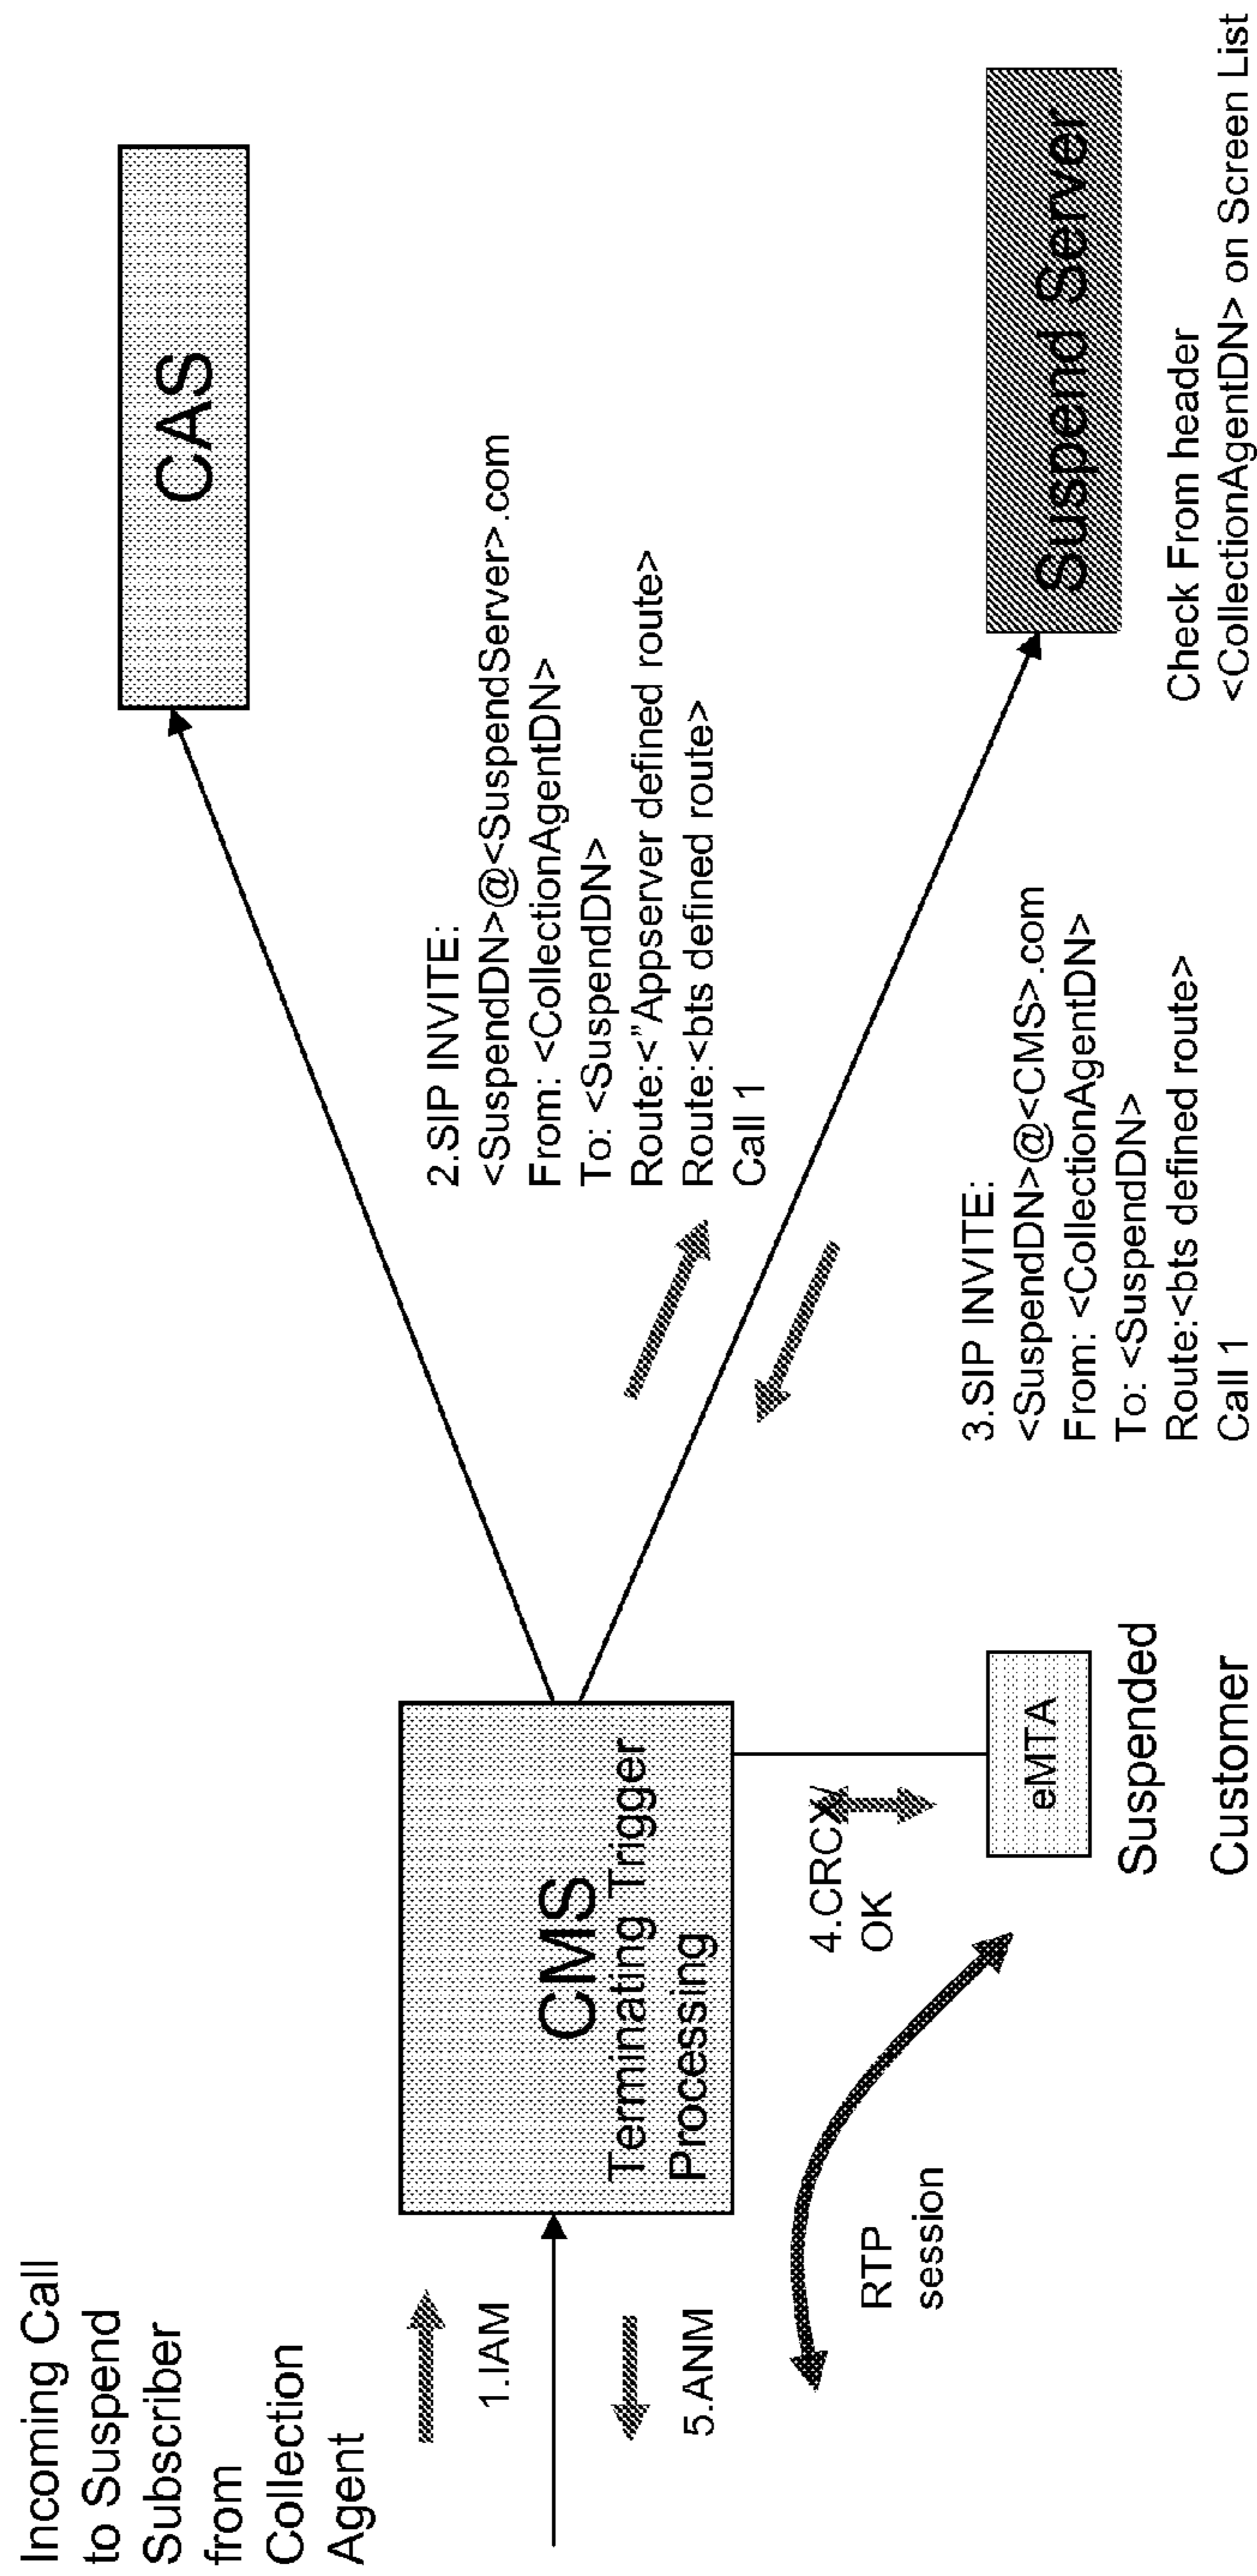 Incoming Call
to Suspend
Subscriber
from
Collection
Agent
1.IAM
5.ANM
CMS
Terminating Trigger
Processing
CAS
2.SIP INVITE:
<SuspendDN>@<SuspendServer>.com
From: <CollectionAgentDN>
To: <SuspendDN>
Route:<"Appserver defined route>
Route:<bts defined route>
Call 1
Suspend Server
Check From header
<CollectionAgentDN> on Screen List
3.SIP INVITE:
<SuspendDN>@<CMS>.com
From: <CollectionAgentDN>
To: <SuspendDN>
Route:<bts defined route>
Call 1
4.CRCX/
OK
eMTA
Suspended
Customer
RTP
session